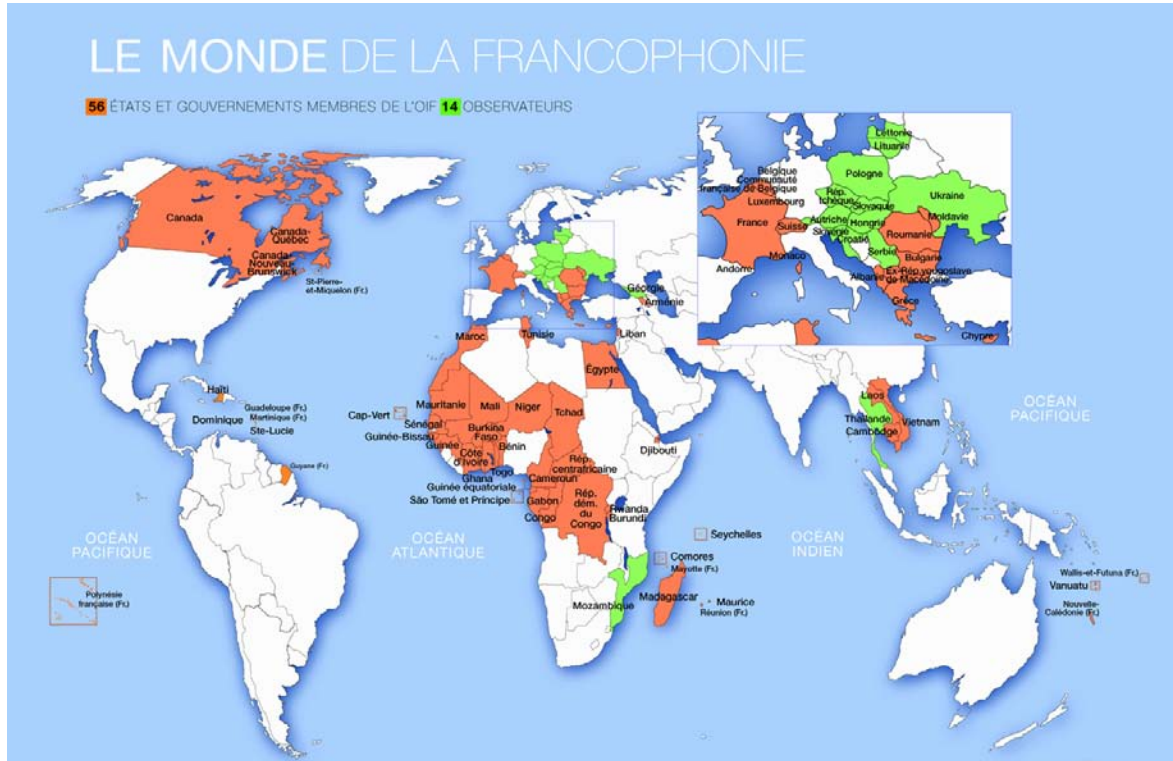 LE MONDE DE LA FRANCOPHONIE
56 ÉTATS ET GOUVERNEMENTS MEMBRES DE L'OIF 14 OBSERVATEURS
Canada
Canada-
Québec
Canada-
Nouveau-
Brunswick
St-Pierre-
et-Miquelon (Fr.)
Haïti
Dominique
Guadeloupe (Fr.)
Martinique (Fr.)
Ste-Lucie
Guyane (Fr.)
OCÉAN
PACIFIQUE
Polynésie
française (Fr.)
OCÉAN
ATLANTIQUE
Lettonie
Lituanie
Belgique
Communauté
française de Belgique
Luxembourg
Pologne
Rép.
tchèque
Slovaquie
Ukraine
France
Suisse
Autriche
Hongrie
Slovénie
Croatie
Moldavie
Roumanie
Serbie
Bulgarie
Andorre
Monaco
Albanie
Ex-Rép. yougoslave
de Macédoine
Grèce
Chypre
Géorgie
Arménie
Maroc
Tunisie
Liban
Égypte
Mauritanie
Mali
Niger
Tchad
Cap-Vert
Sénégal
Guinée-Bissau
Guinée
Burkina
Faso
Côte
d'Ivoire
Bénin
Togo
Ghana
Guinée équatoriale
São Tomé et Príncipe
Cameroun
Rép.
centrafricaine
Gabon
Congo
Rép.
dém.
du
Congo
Djibouti
Rwanda
Burundi
Seychelles
Comores
Mayotte (Fr.)
Mozambique
Madagascar
Maurice
Réunion (Fr.)
OCÉAN
INDIEN
Laos
Thaïlande
Cambodge
Vietnam
OCÉAN
PACIFIQUE
Wallis-et-Futuna (Fr.)
Vanuatu
Nouvelle-
Calédonie (Fr.)